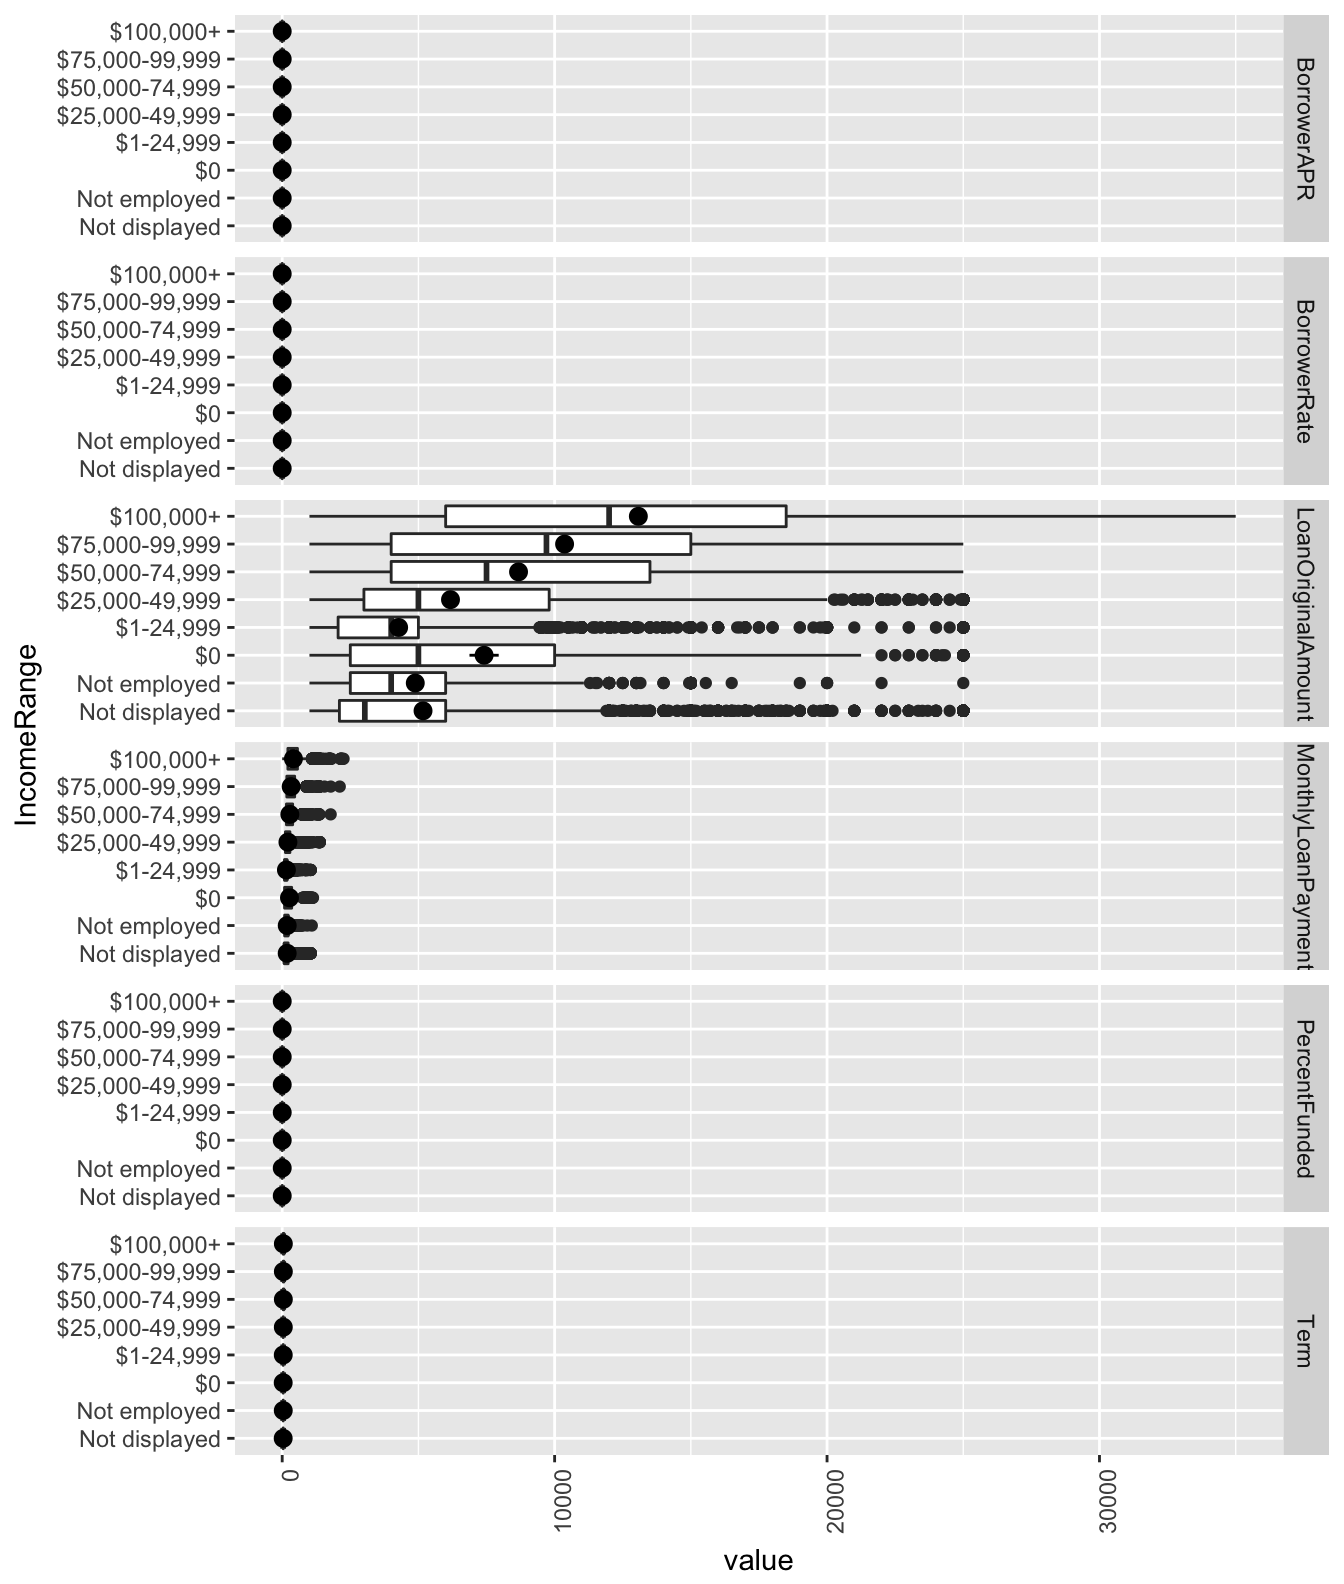 $100,000+
$75,000-99,999
$50,000-74,999
$25,000-49,999
$1-24,999
$0
Not employed
Not displayed
BorrowerAPR
$100,000+
$75,000-99,999
$50,000-74,999
$25,000-49,999
$1-24,999
$0
Not employed
Not displayed
BorrowerRate
$100,000+
$75,000-99,999
$50,000-74,999
$25,000-49,999
$1-24,999
$0
Not employed
Not displayed
LoanOriginalAmount
IncomeRange
$100,000+
$75,000-99,999
$50,000-74,999
$25,000-49,999
$1-24,999
$0
Not employed
Not displayed
MonthlyLoanPayment
$100,000+
$75,000-99,999
$50,000-74,999
$25,000-49,999
$1-24,999
$0
Not employed
Not displayed
PercentFunded
$100,000+
$75,000-99,999
$50,000-74,999
$25,000-49,999
$1-24,999
$0
Not employed
Not displayed
Term
0
10000
20000
30000
value